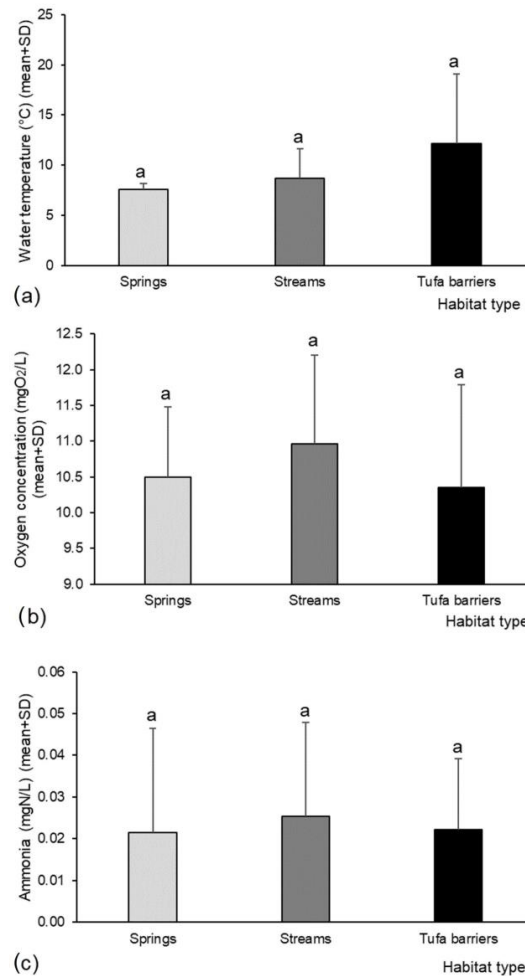 Water temperature (°C) (mean+SD)
25
20
15
10
5
0
a
a
a
Springs
Streams
Tufa barriers
(a)
Habitat type
Oxygen concentration (mgO2/L)
(mean+SD)
12.5
12.0
11.5
11.0
10.5
10.0
9.5
9.0
a
a
a
Springs
Streams
Tufa barriers
(b)
Habitat type
Ammonia (mgN/L) (mean+SD)
0.06
0.05
0.04
0.03
0.02
0.01
0.00
a
a
a
Springs
Streams
Tufa barriers
(c)
Habitat type